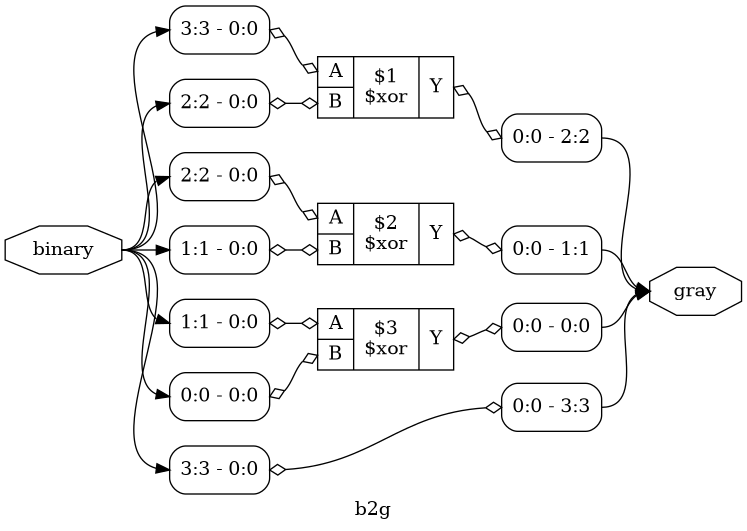 binary
3:3 - 0:0
2:2 - 0:0
A
B
$1
$xor
Y
0:0 - 2:2
2:2 - 0:0
1:1 - 0:0
A
B
$2
$xor
Y
0:0 - 1:1
1:1 - 0:0
0:0 - 0:0
A
B
$3
$xor
Y
0:0 - 0:0
3:3 - 0:0
0:0 - 3:3
gray
b2g